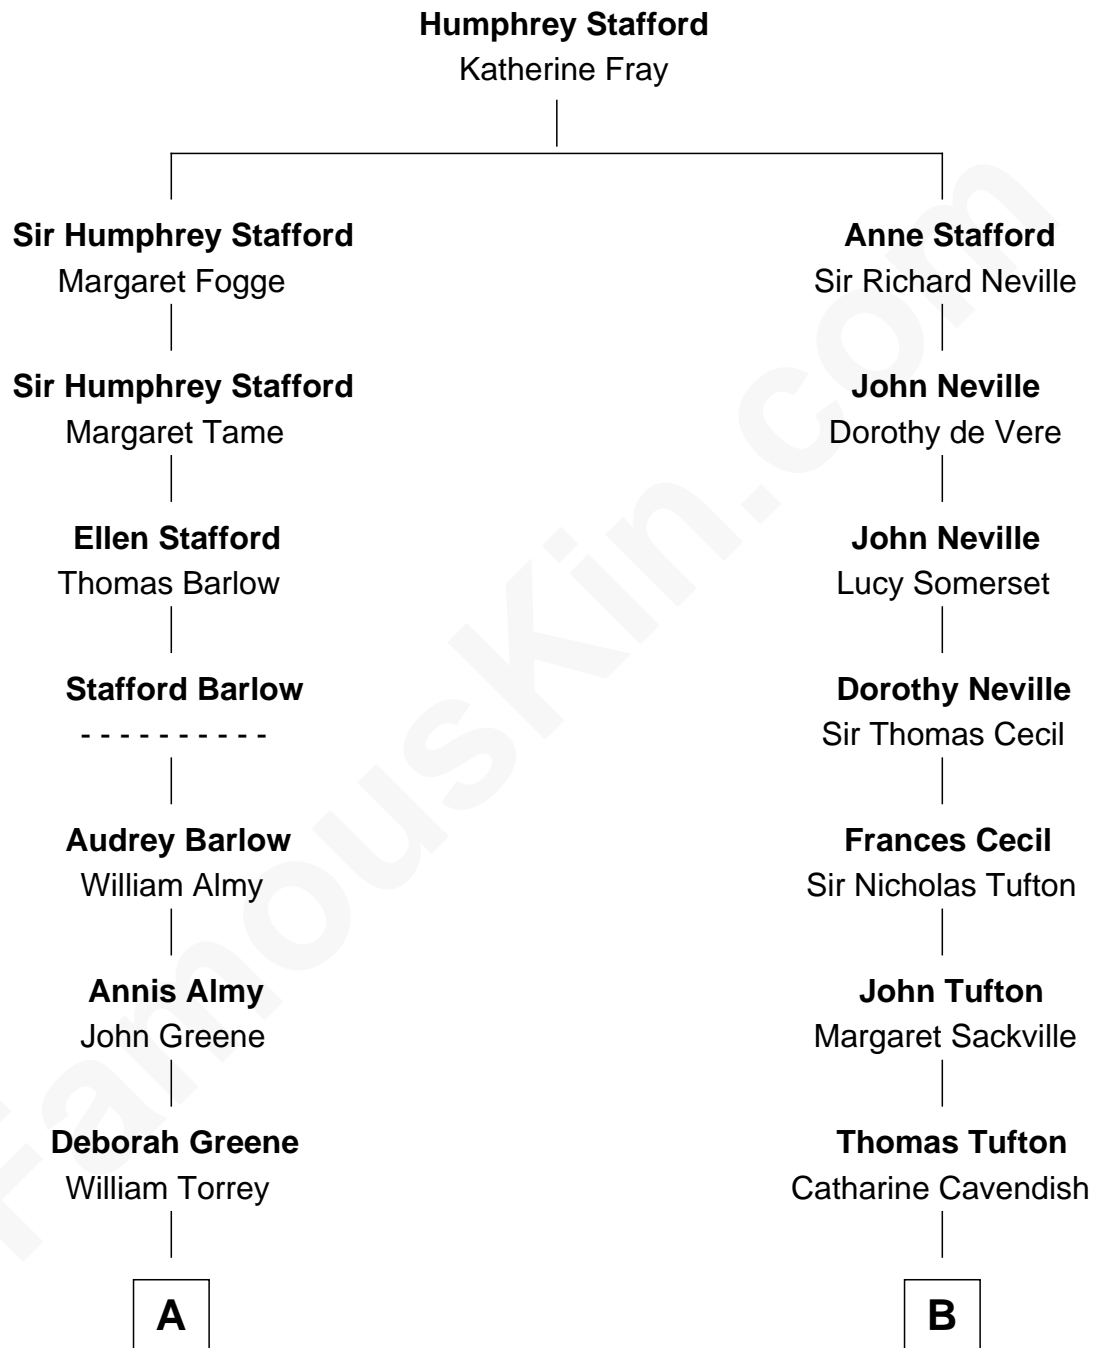 Humphrey Stafford
Katherine Fray
Sir Humphrey Stafford
Margaret Fogge
Anne Stafford
Sir Richard Neville
Sir Humphrey Stafford
Margaret Tame
John Neville
Dorothy de Vere
Ellen Stafford
Thomas Barlow
John Neville
Lucy Somerset
Stafford Barlow
- - - - - - - - - -
Dorothy Neville
Sir Thomas Cecil
Audrey Barlow
William Almy
Frances Cecil
Sir Nicholas Tufton
Annis Almy
John Greene
John Tufton
Margaret Sackville
Deborah Greene
William Torrey
Thomas Tufton
Catharine Cavendish
A
B
FamousKin.com